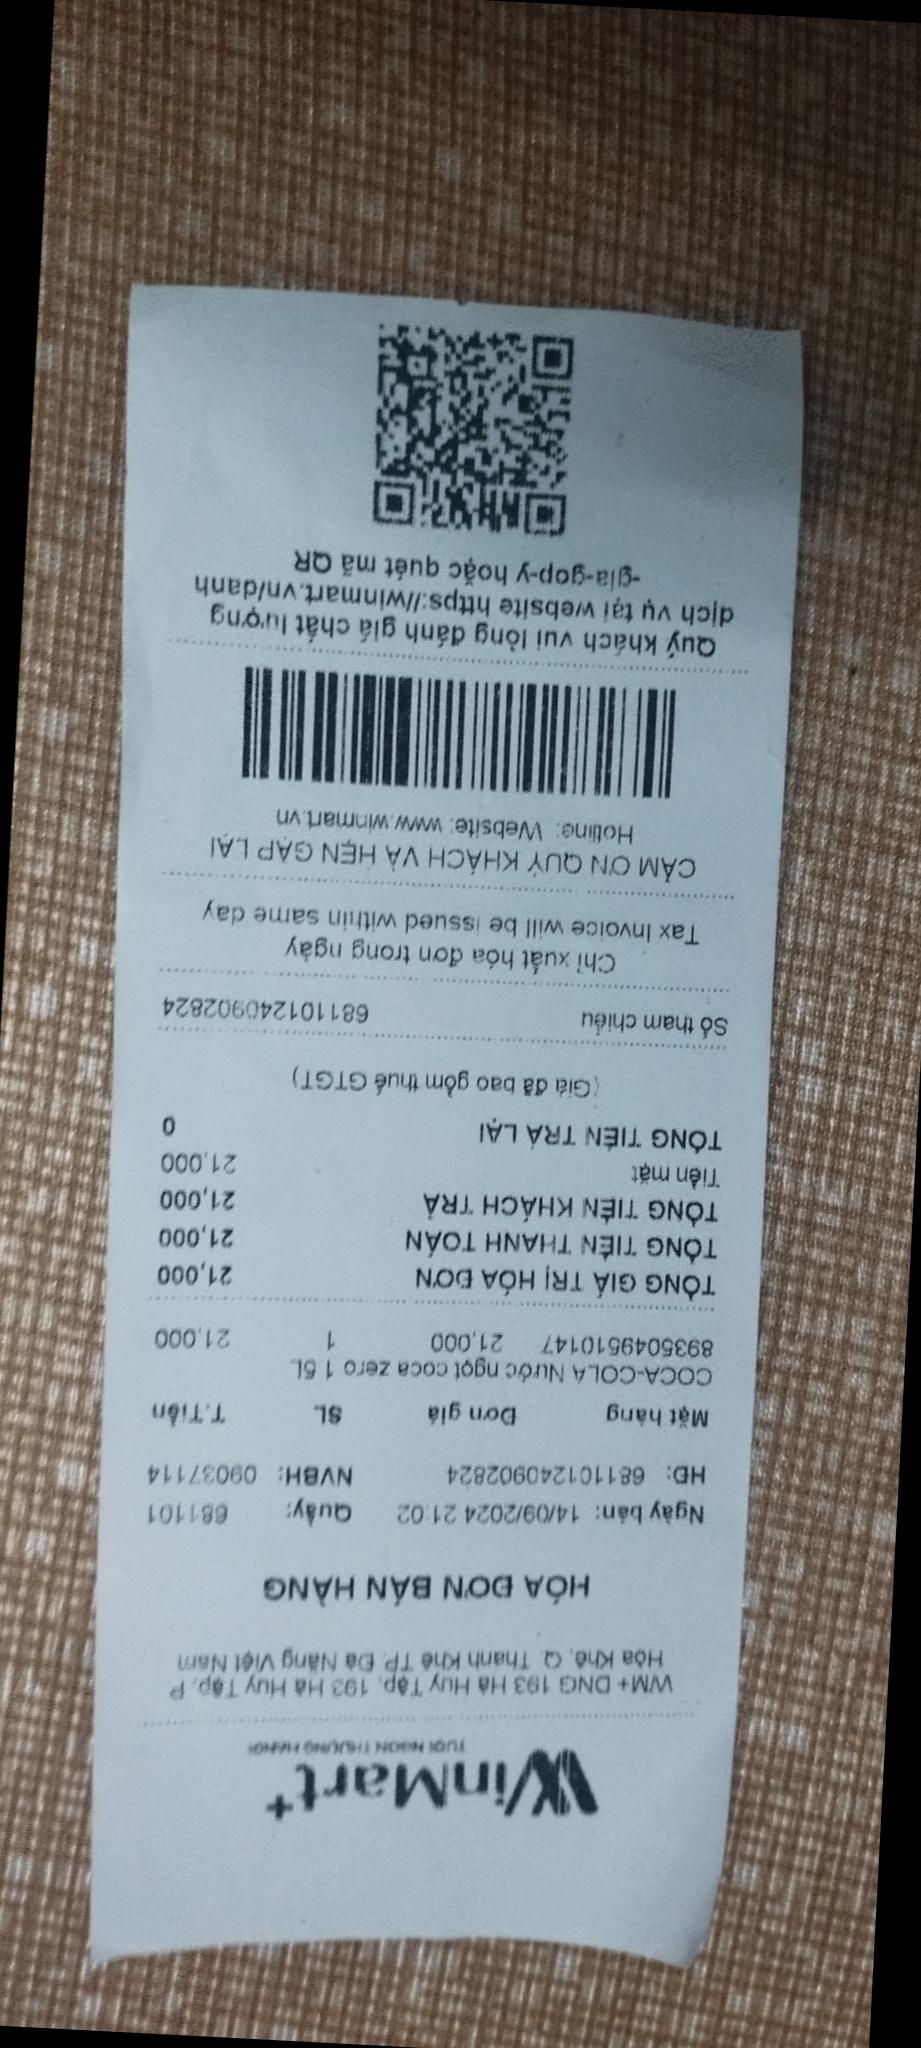 WinMart+
TƯƠI NGON THƯỢNG HẠNG
WM+ DNG 193 Hà Huy Tập, 193 Hà Huy Tập, P.
Hòa Khê, Q. Thanh Khê TP. Đà Nẵng Việt Nam
HÓA ĐƠN BÁN HÀNG
Ngày bán: 14/09/2024 21:02 Quầy: 681101
HĐ: 681101240902824 NVBH: 09037114
Mặt hàng Đơn giá SL T.Tiền
COCA-COLA Nước ngọt coca zero 1.5L
8935049510147 21,000 1 21,000
TỔNG GIÁ TRỊ HÓA ĐƠN 21,000
TỔNG TIỀN THANH TOÁN 21,000
TỔNG TIỀN KHÁCH TRẢ 21,000
Tiền mặt 21,000
TỔNG TIỀN TRẢ LẠI 0
(Giá đã bao gồm thuế GTGT)
Số tham chiếu 681101240902824
Chỉ xuất hóa đơn trong ngày
Tax Invoice will be issued within same day
CẢM ƠN QUÝ KHÁCH VÀ HẸN GẶP LẠI
Hotline: Website: www.winmart.vn
Quý khách vui lòng đánh giá chất lượng
dịch vụ tại website https://winmart.vn/danh
-gia-gop-y hoặc quét mã QR